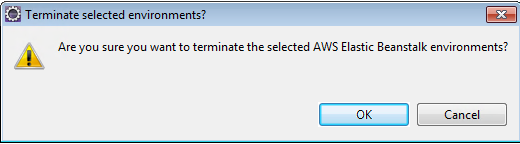 Terminate selected environments?
Are you sure you want to terminate the selected AWS Elastic Beanstalk environments?
OK
Cancel